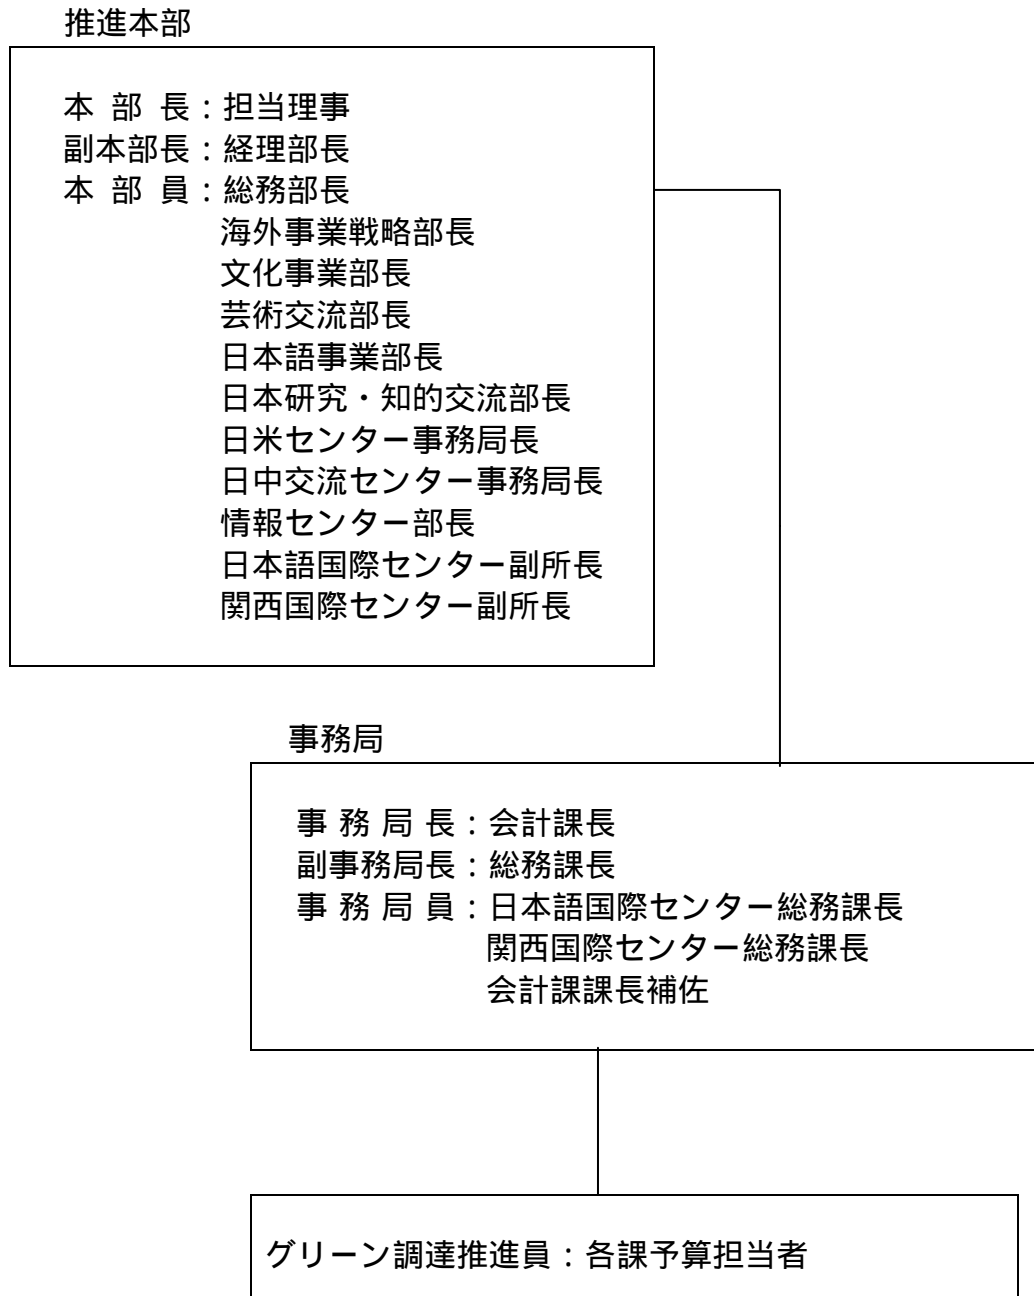 推進本部
本 部 長：担当理事
副本部長：経理部長
本 部 員：総務部長
海外事業戦略部長
文化事業部長
芸術交流部長
日本語事業部長
日本研究・知的交流部長
日米センター事務局長
日中交流センター事務局長
情報センター部長
日本語国際センター副所長
関西国際センター副所長
事務局
事 務 局 長：会計課長
副事務局長：総務課長
事 務 局 員：日本語国際センター総務課長
関西国際センター総務課長
会計課課長補佐
グリーン調達推進員：各課予算担当者